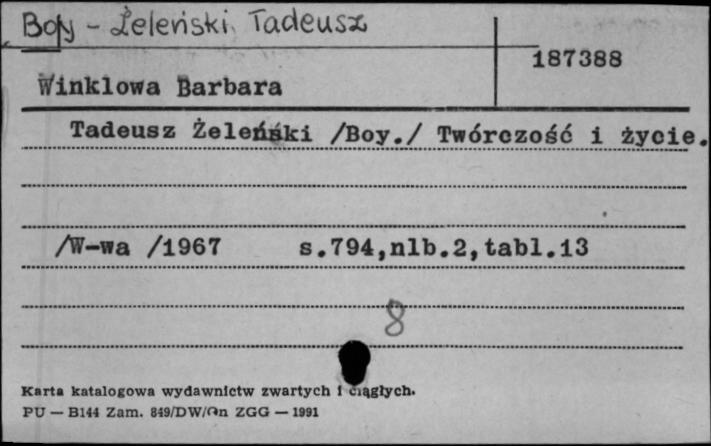 Boy - Żeleński, Tadeusz
187388
Winklowa Barbara
Tadeusz Żeleński /Boy./ Twórczość i życie.
/W-wa /1967 s.794,nlb.2,tabl.13
8
Karta katalogowa wydawnictw zwartych i ciągłych.
PU — B144 Zam. 849/DW/On ZGG — 1991